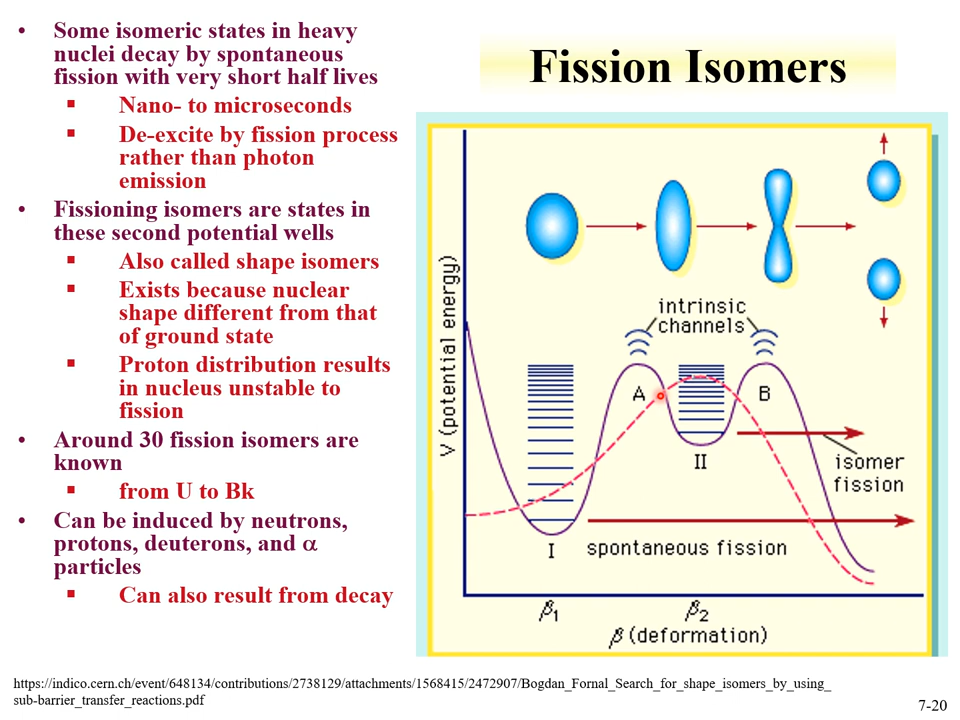 Fission Isomers
• Some isomeric states in heavy
nuclei decay by spontaneous
fission with very short half lives
▪ Nano- to microseconds
▪ De-excite by fission process
rather than photon
emission
• Fissioning isomers are states in
these second potential wells
▪ Also called shape isomers
▪ Exists because nuclear
shape different from that
of ground state
▪ Proton distribution results
in nucleus unstable to
fission
• Around 30 fission isomers are
known
▪ from U to Bk
• Can be induced by neutrons,
protons, deuterons, and α
particles
▪ Can also result from decay
V (potential energy)
intrinsic
channels
A
B
I
II
isomer
fission
spontaneous fission
β1
β2
β (deformation)
https://indico.cern.ch/event/648134/contributions/2738129/attachments/1568415/2472907/Bogdan_Fornal_Search_for_shape_isomers_by_using_
sub-barrier_transfer_reactions.pdf
7-20